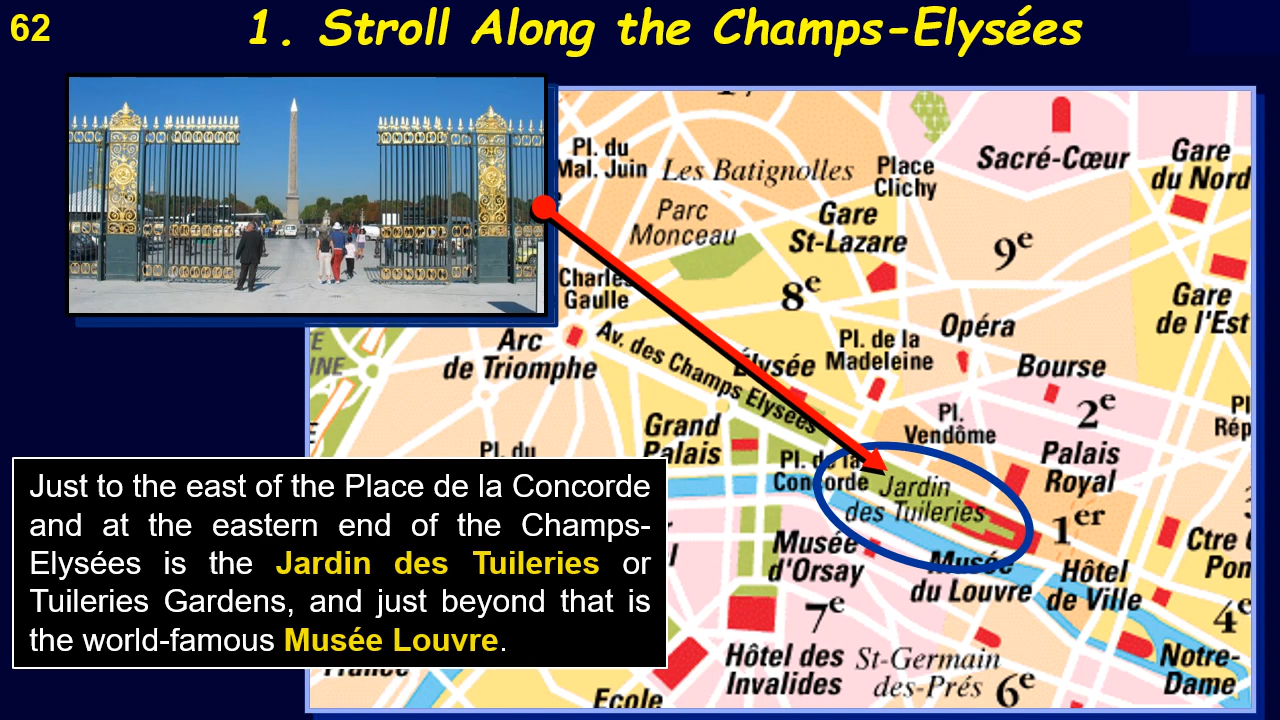 62
1. Stroll Along the Champs-Elysées
Pl. du
Mal. Juin
Les Batignolles
Place
Clichy
Sacré-Cœur
Gare
du Nord
Parc
Monceau
Gare
St-Lazare
9e
Charles
Gaulle
8e
Gare
de l'Est
Arc
de Triomphe
Av. des Champs Elysées
Élysée
Pl. de la
Madeleine
Opéra
Bourse
2e
Grand
Palais
Pl.
Vendôme
Palais
Royal
Pl. du
Pl. de la
Concorde
Jardin
des Tuileries
1er
Just to the east of the Place de la Concorde
and at the eastern end of the Champs-
Elysées is the Jardin des Tuileries or
Tuileries Gardens, and just beyond that is
the world-famous Musée Louvre.
Musée
d'Orsay
Musée
du Louvre
Hôtel
de Ville
Ctre
Pon
7e
4e
Hôtel des
Invalides
St-Germain
des-Prés
6e
Notre-
Dame
France
Ecole